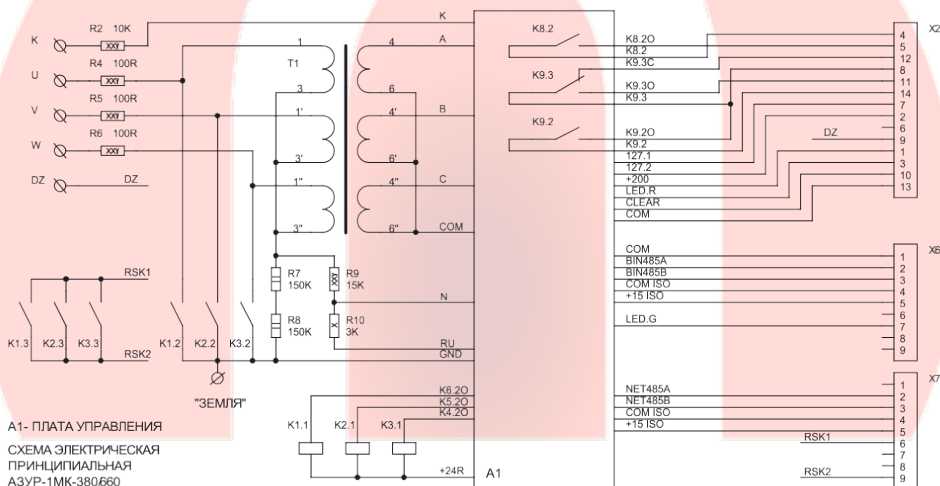 K
R2 10K
U
R4 100R
V
R5 100R
W
R6 100R
DZ
DZ
XXY
XXY
XXY
XXY
1
T1
3
1'
3'
1"
3"
4
6
4'
6'
4"
6"
K
A
B
C
COM
N
RU
GND
K6.2O
K5.2O
K4.2O
+24R
A1
R7
150K
R8
150K
R9
15K
R10
3K
RSK1
RSK2
K1.3
K2.3
K3.3
K1.2
K2.2
K3.2
"ЗЕМЛЯ"
K1.1
K2.1
K3.1
K8.2
K9.3
K9.2
K8.2O
K8.2
K9.3C
K9.3O
K9.3
K9.2O
K9.2
127.1
127.2
+200
LED.R
CLEAR
COM
DZ
X2
4
5
12
8
11
14
7
2
6
9
1
3
10
13
COM
BIN485A
BIN485B
COM ISO
+15 ISO
LED.G
X6
1
2
3
4
5
6
7
8
9
NET485A
NET485B
COM ISO
+15 ISO
RSK1
RSK2
X7
1
2
3
4
5
6
7
8
9
А1- ПЛАТА УПРАВЛЕНИЯ
СХЕМА ЭЛЕКТРИЧЕСКАЯ
ПРИНЦИПИАЛЬНАЯ
АЗУР-1МК-380/660